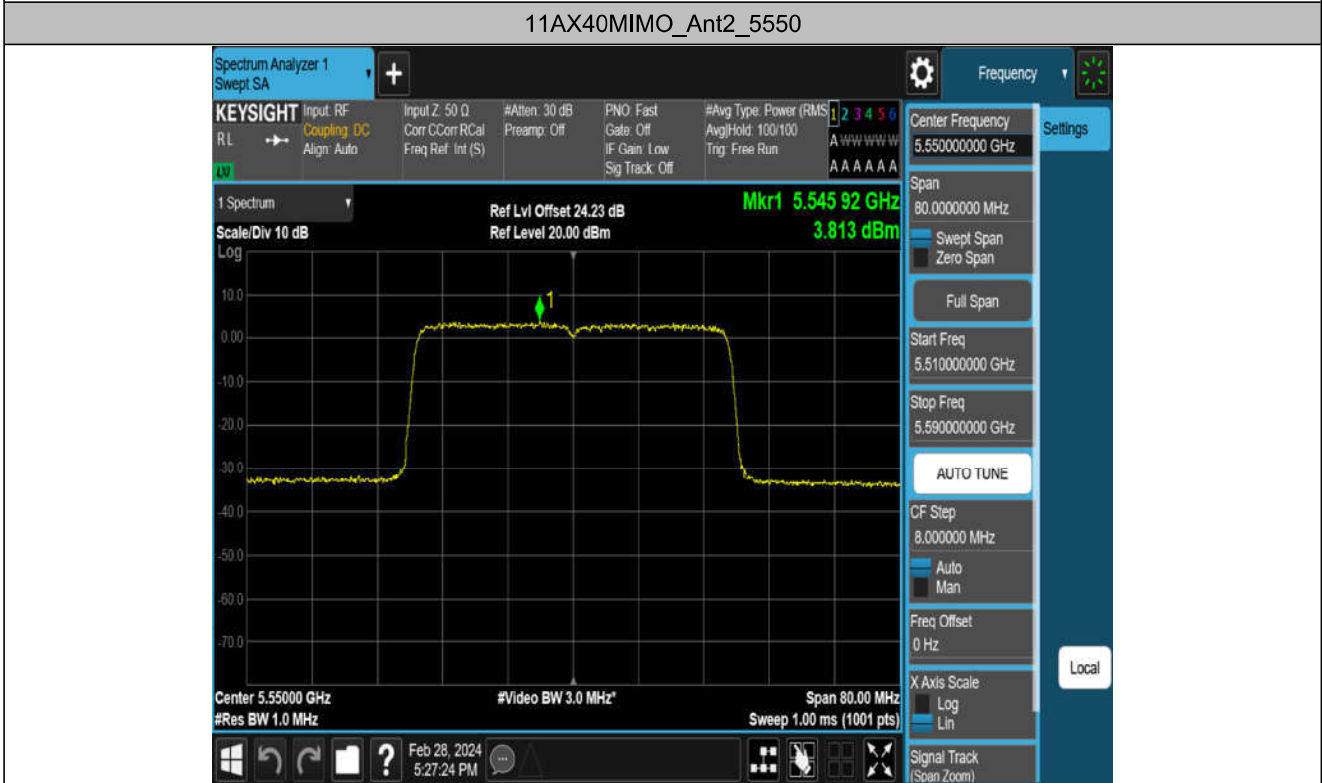 11AX40MIMO_Ant2_5550
Spectrum Analyzer 1
Swept SA
+
Frequency
KEYSIGHT
RL
Input: RF
Coupling: DC
Align: Auto
Input Z: 50 Ω
Corr CCorr RCal
Freq Ref: Int (S)
#Atten: 30 dB
Preamp: Off
PNO: Fast
Gate: Off
IF Gain: Low
Sig Track: Off
#Avg Type: Power (RMS
Avg|Hold: 100/100
Trig: Free Run
1 2 3 4 5 6
A W W W W W
A A A A A A
Center Frequency
5.550000000 GHz
Settings
Span
80.0000000 MHz
Swept Span
Zero Span
Full Span
Start Freq
5.510000000 GHz
Stop Freq
5.590000000 GHz
AUTO TUNE
CF Step
8.000000 MHz
Auto
Man
Freq Offset
0 Hz
X Axis Scale
Log
Lin
Signal Track
(Span Zoom)
Local
1 Spectrum
Scale/Div 10 dB
Ref Lvl Offset 24.23 dB
Ref Level 20.00 dBm
Mkr1 5.545 92 GHz
3.813 dBm
Log
10.0
0.00
-10.0
-20.0
-30.0
-40.0
-50.0
-60.0
-70.0
1
Center 5.55000 GHz
#Res BW 1.0 MHz
#Video BW 3.0 MHz*
Span 80.00 MHz
Sweep 1.00 ms (1001 pts)
?
Feb 28, 2024
5:27:24 PM